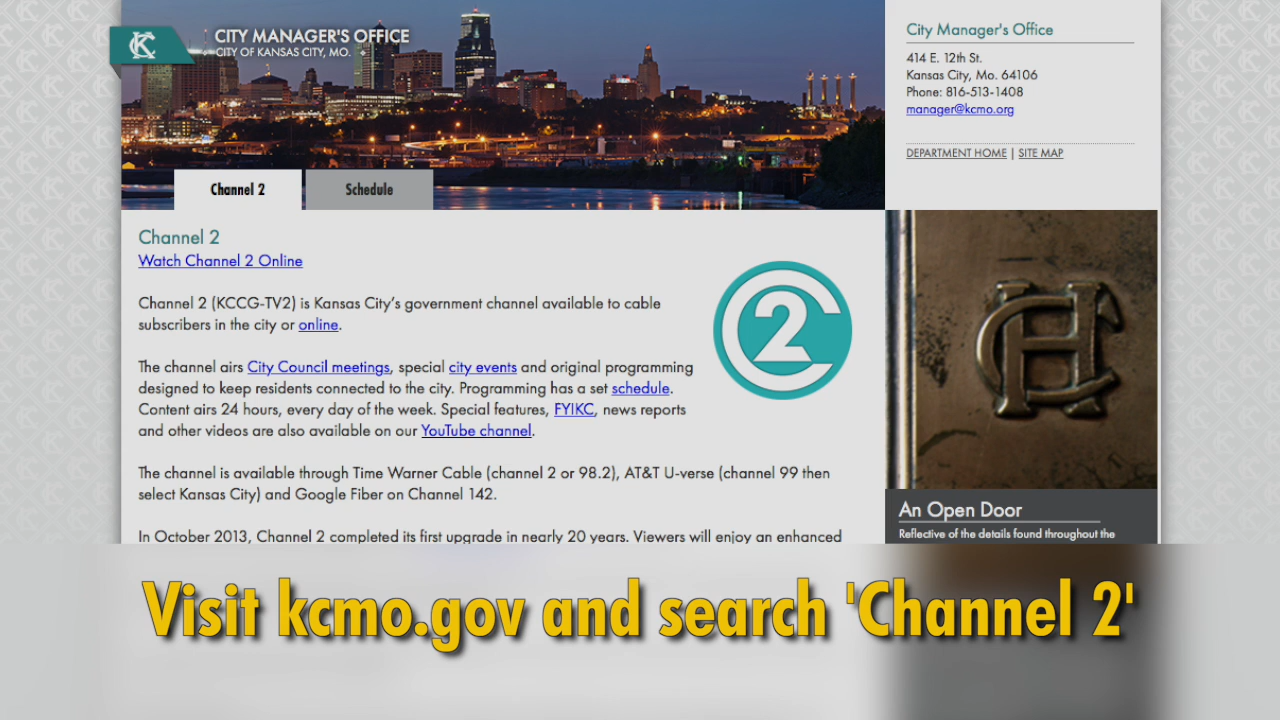 KC
CITY MANAGER'S OFFICE
CITY OF KANSAS CITY, MO.
City Manager's Office
414 E. 12th St.
Kansas City, Mo. 64106
Phone: 816-513-1408
manager@kcmo.org
DEPARTMENT HOME | SITE MAP
Channel 2
Schedule
Channel 2
Watch Channel 2 Online
Channel 2 (KCCG-TV2) is Kansas City’s government channel available to cable
subscribers in the city or online.
The channel airs City Council meetings, special city events and original programming
designed to keep residents connected to the city. Programming has a set schedule.
Content airs 24 hours, every day of the week. Special features, FYIKC, news reports
and other videos are also available on our YouTube channel.
The channel is available through Time Warner Cable (channel 2 or 98.2), AT&T U-verse (channel 99 then
select Kansas City) and Google Fiber on Channel 142.
In October 2013, Channel 2 completed its first upgrade in nearly 20 years. Viewers will enjoy an enhanced
C2
CH
An Open Door
Reflective of the details found throughout the
Visit kcmo.gov and search 'Channel 2'